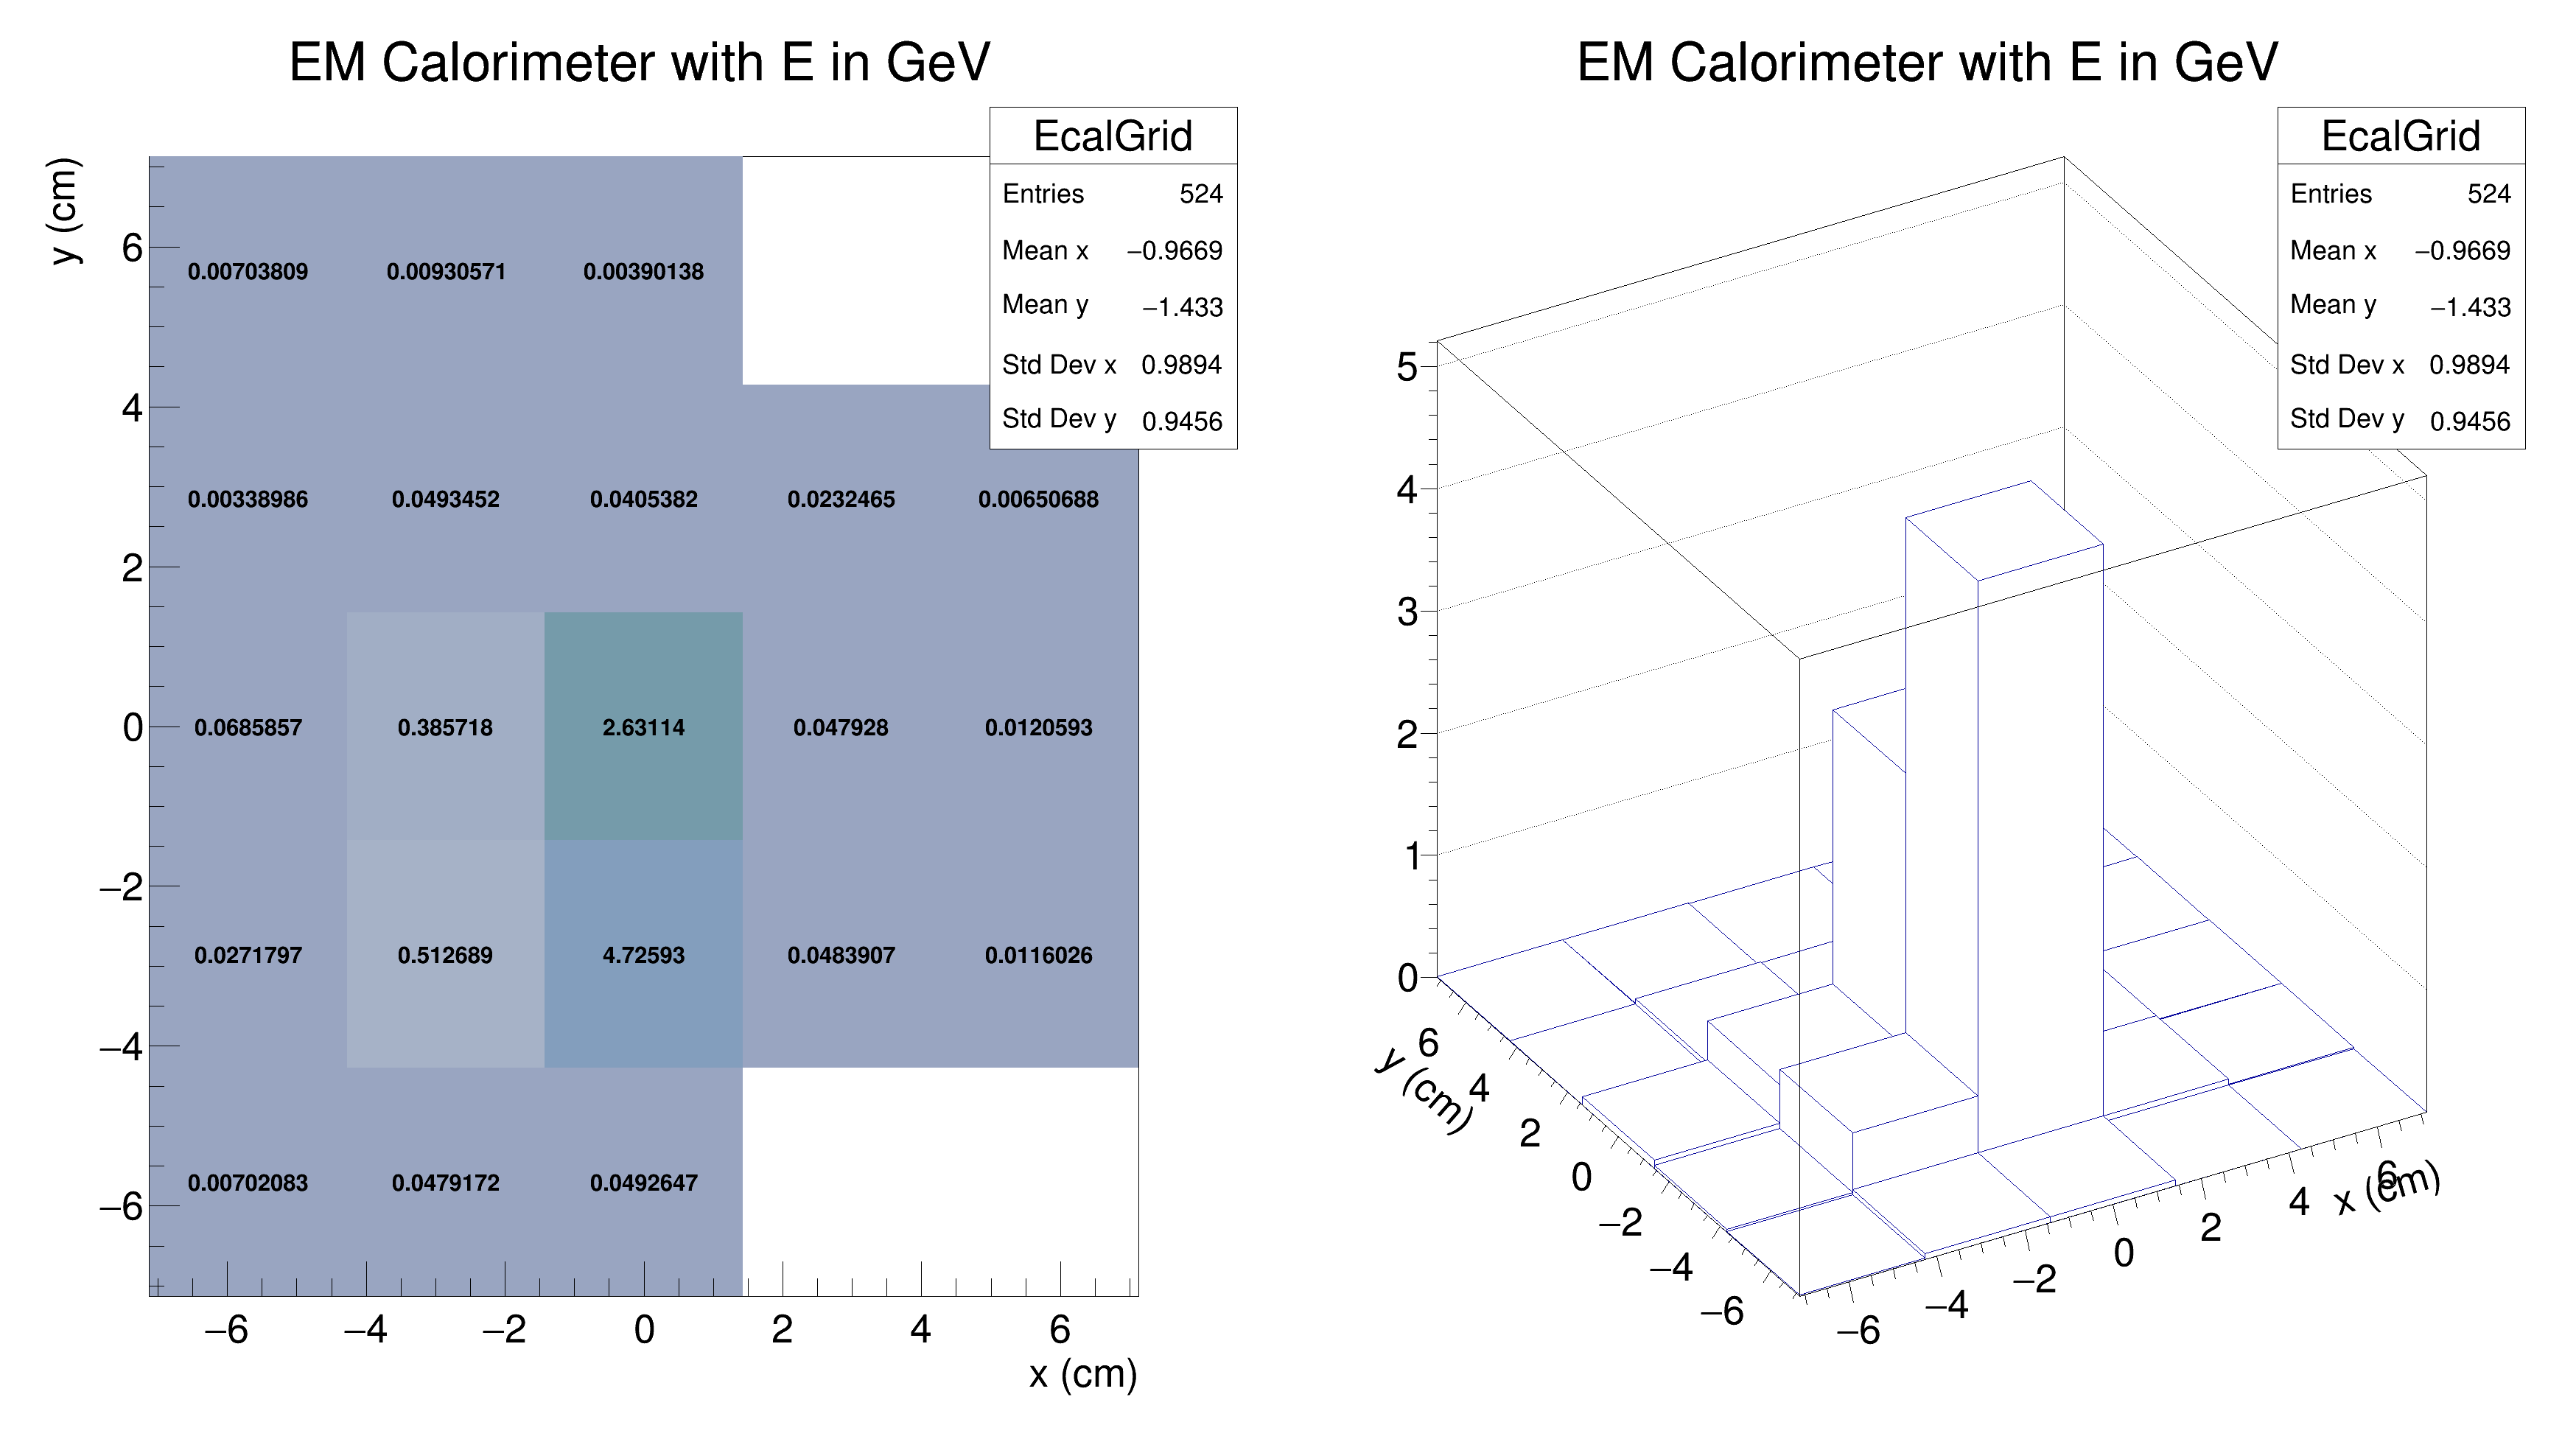 EM Calorimeter with E in GeV
EcalGrid
Entries 524
Mean x −0.9669
Mean y −1.433
Std Dev x 0.9894
Std Dev y 0.9456
y (cm)
6
4
2
0
−2
−4
−6
0.00703809 0.00930571 0.00390138
0.00338986 0.0493452 0.0405382 0.0232465 0.00650688
0.0685857 0.385718 2.63114 0.047928 0.0120593
0.0271797 0.512689 4.72593 0.0483907 0.0116026
0.00702083 0.0479172 0.0492647
−6 −4 −2 0 2 4 6
x (cm)
EM Calorimeter with E in GeV
EcalGrid
Entries 524
Mean x −0.9669
Mean y −1.433
Std Dev x 0.9894
Std Dev y 0.9456
5
4
3
2
1
0
y (cm)
6
4
2
0
−2
−4
−6
−6
−4
−2
0
2
4
6
x (cm)